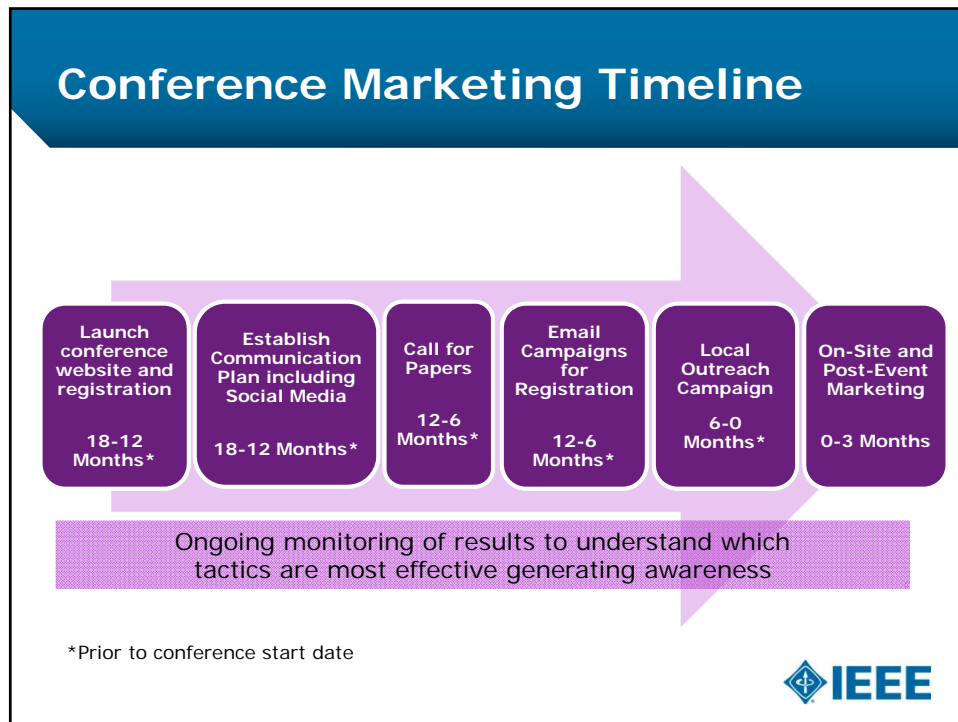 Conference Marketing Timeline
Launch
conference
website and
registration
18-12
Months*
Establish
Communication
Plan including
Social Media
18-12 Months*
Call for
Papers
12-6
Months*
Email
Campaigns
for
Registration
12-6
Months*
Local
Outreach
Campaign
6-0
Months*
On-Site and
Post-Event
Marketing
0-3 Months
Ongoing monitoring of results to understand which
tactics are most effective generating awareness
*Prior to conference start date
IEEE